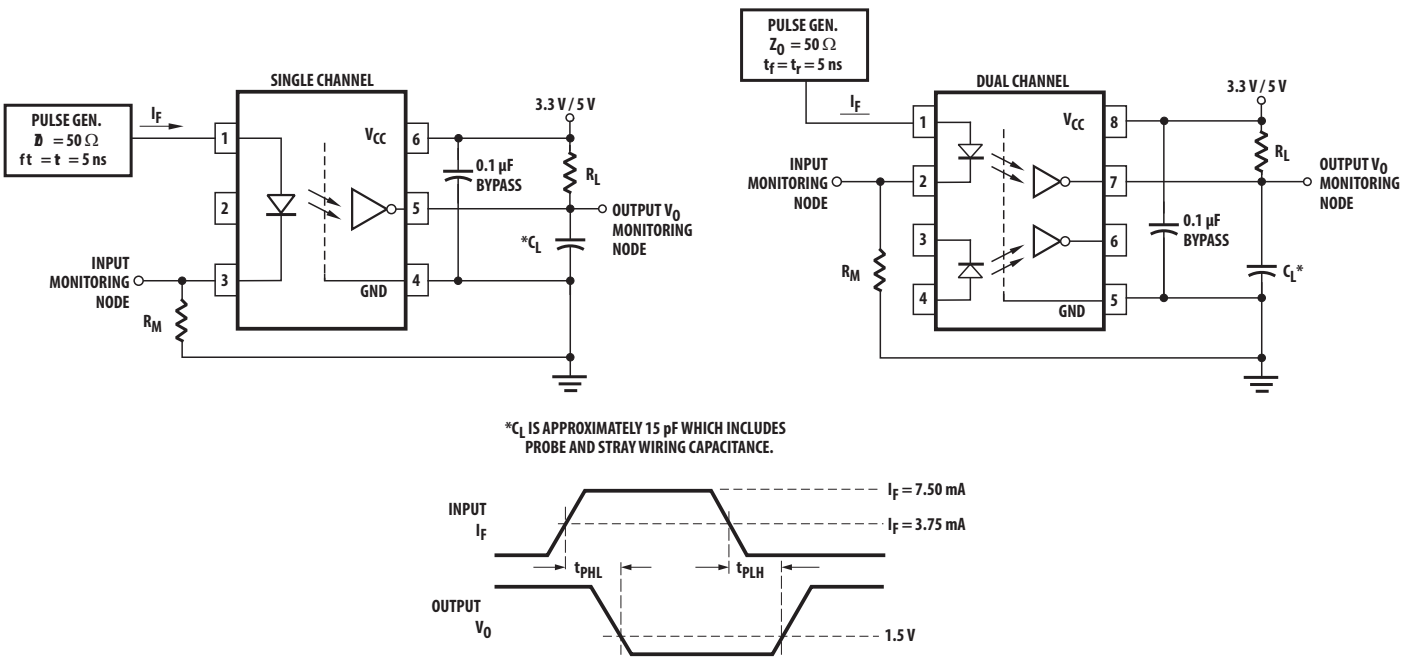 SINGLE CHANNEL
PULSE GEN.
Z0 = 50 Ω
ft = t = 5 ns
IF
1
2
3
VCC
6
5
GND
4
3.3 V / 5 V
0.1 µF
BYPASS
RL
*CL
OUTPUT VO
MONITORING
NODE
INPUT
MONITORING
NODE
RM
PULSE GEN.
ZO = 50 Ω
tf = tr = 5 ns
DUAL CHANNEL
IF
1
2
3
4
VCC
8
7
6
GND
5
3.3 V / 5 V
RL
0.1 µF
BYPASS
CL*
OUTPUT VO
MONITORING
NODE
INPUT
MONITORING
NODE
RM
*CL IS APPROXIMATELY 15 pF WHICH INCLUDES
PROBE AND STRAY WIRING CAPACITANCE.
INPUT
IF
IF = 7.50 mA
IF = 3.75 mA
tPHL
tPLH
OUTPUT
VO
1.5 V